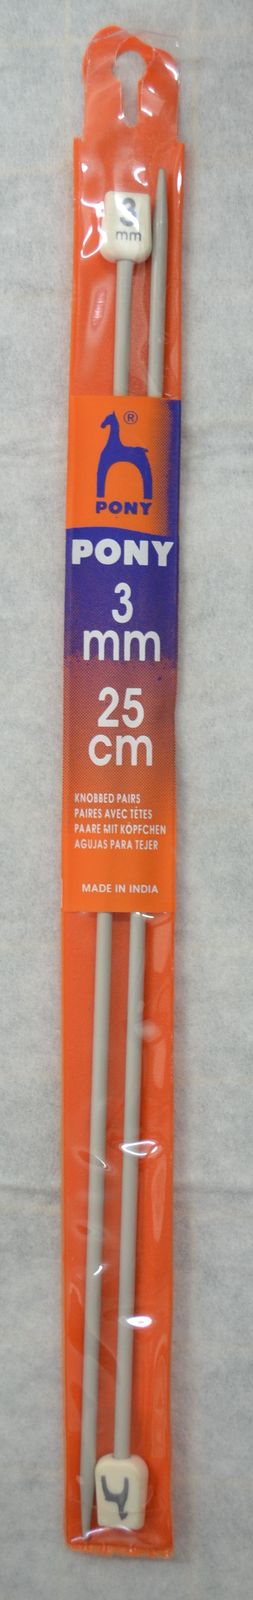 3
mm
®
PONY
PONY
3
mm
25
cm
KNOBBED PAIRS
PAIRES AVEC TÊTES
PAARE MIT KÖPFCHEN
AGUJAS PARA TEJER
MADE IN INDIA